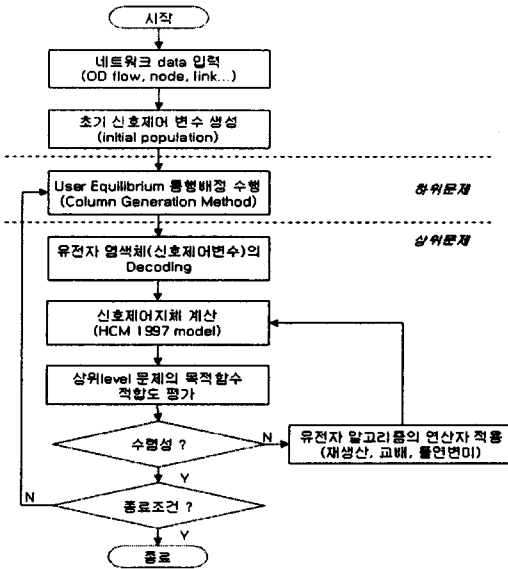 시작
네트워크 data 입력
(OD flow, node, link...)
초기 신호제어 변수 생성
(initial population)
User Equilibrium 통행배정 수행
(Column Generation Method)
하위문제
상위문제
유전자 염색체(신호제어변수)의
Decoding
신호제어지체 계산
(HCM 1997 model)
상위level 문제의 목적함수
적합도 평가
수렴성 ?
N
유전자 알고리즘의 연산자 적용
(재생산, 교배, 돌연변이)
Y
N
종료조건 ?
Y
종료